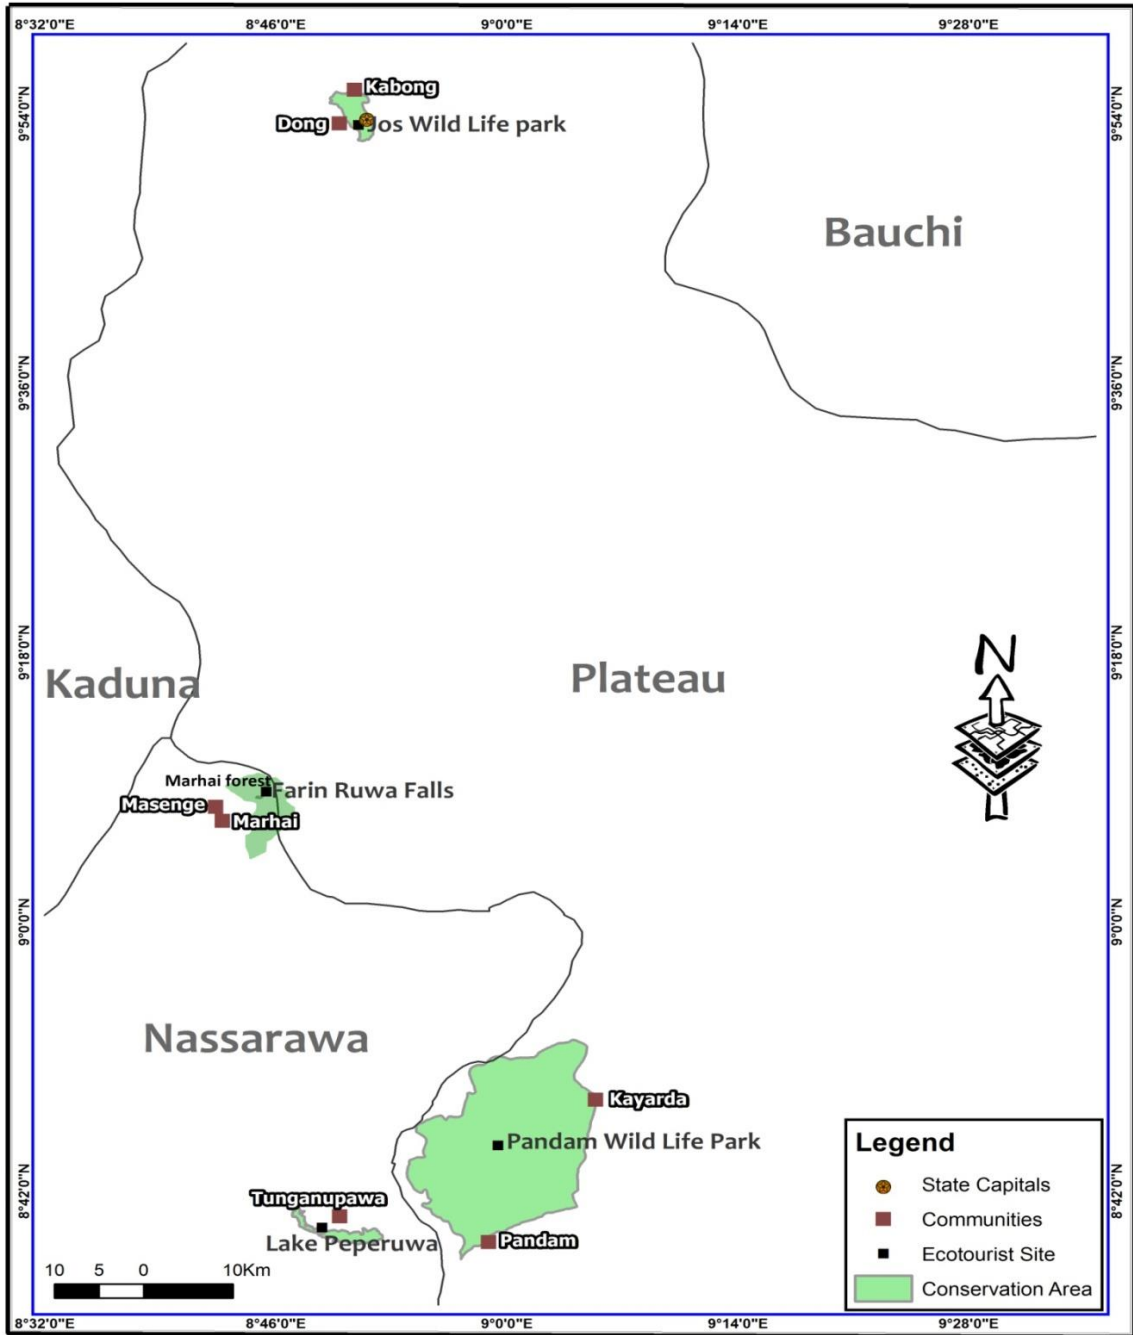 8°32'0"E 8°46'0"E 9°0'0"E 9°14'0"E 9°28'0"E
9°54'0"N
9°54'0"N
Kabong
Dong
Jos Wild Life park
Bauchi
9°36'0"N
9°36'0"N
9°18'0"N
9°18'0"N
N
Kaduna
Plateau
Marhai forest
Farin Ruwa Falls
Masenge
Marhai
9°0'0"N
9°0'0"N
Nassarawa
Kayarda
Pandam Wild Life Park
8°42'0"N
8°42'0"N
Tunganupawa
Lake Peperuwa
Pandam
Legend
State Capitals
Communities
Ecotourist Site
Conservation Area
10 5 0 10Km
8°32'0"E 8°46'0"E 9°0'0"E 9°14'0"E 9°28'0"E